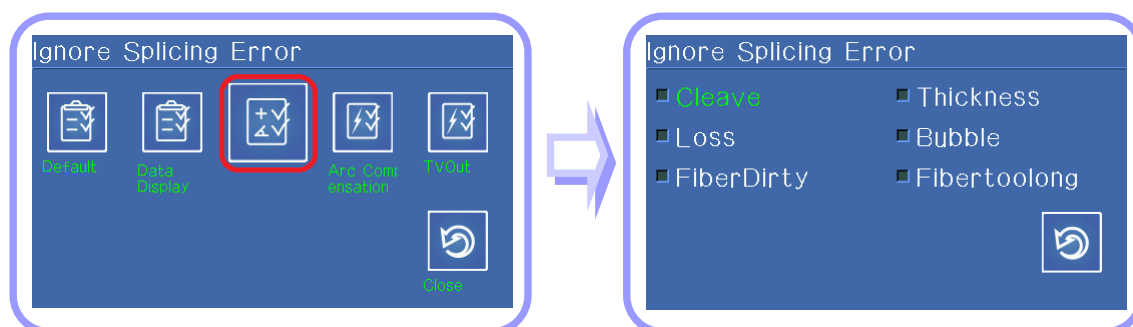 Ignore Splicing Error
Default
Data
Display
Arc Comp
ensation
TVOut
Close
Ignore Splicing Error
Cleave
Thickness
Loss
Bubble
FiberDirty
Fibertoolong